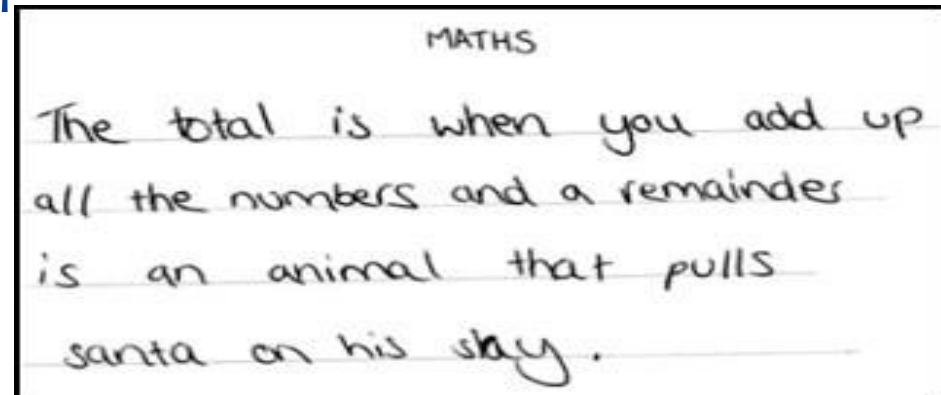 MATHS
The total is when you add up
all the numbers and a remainder
is an animal that pulls
santa on his slay.